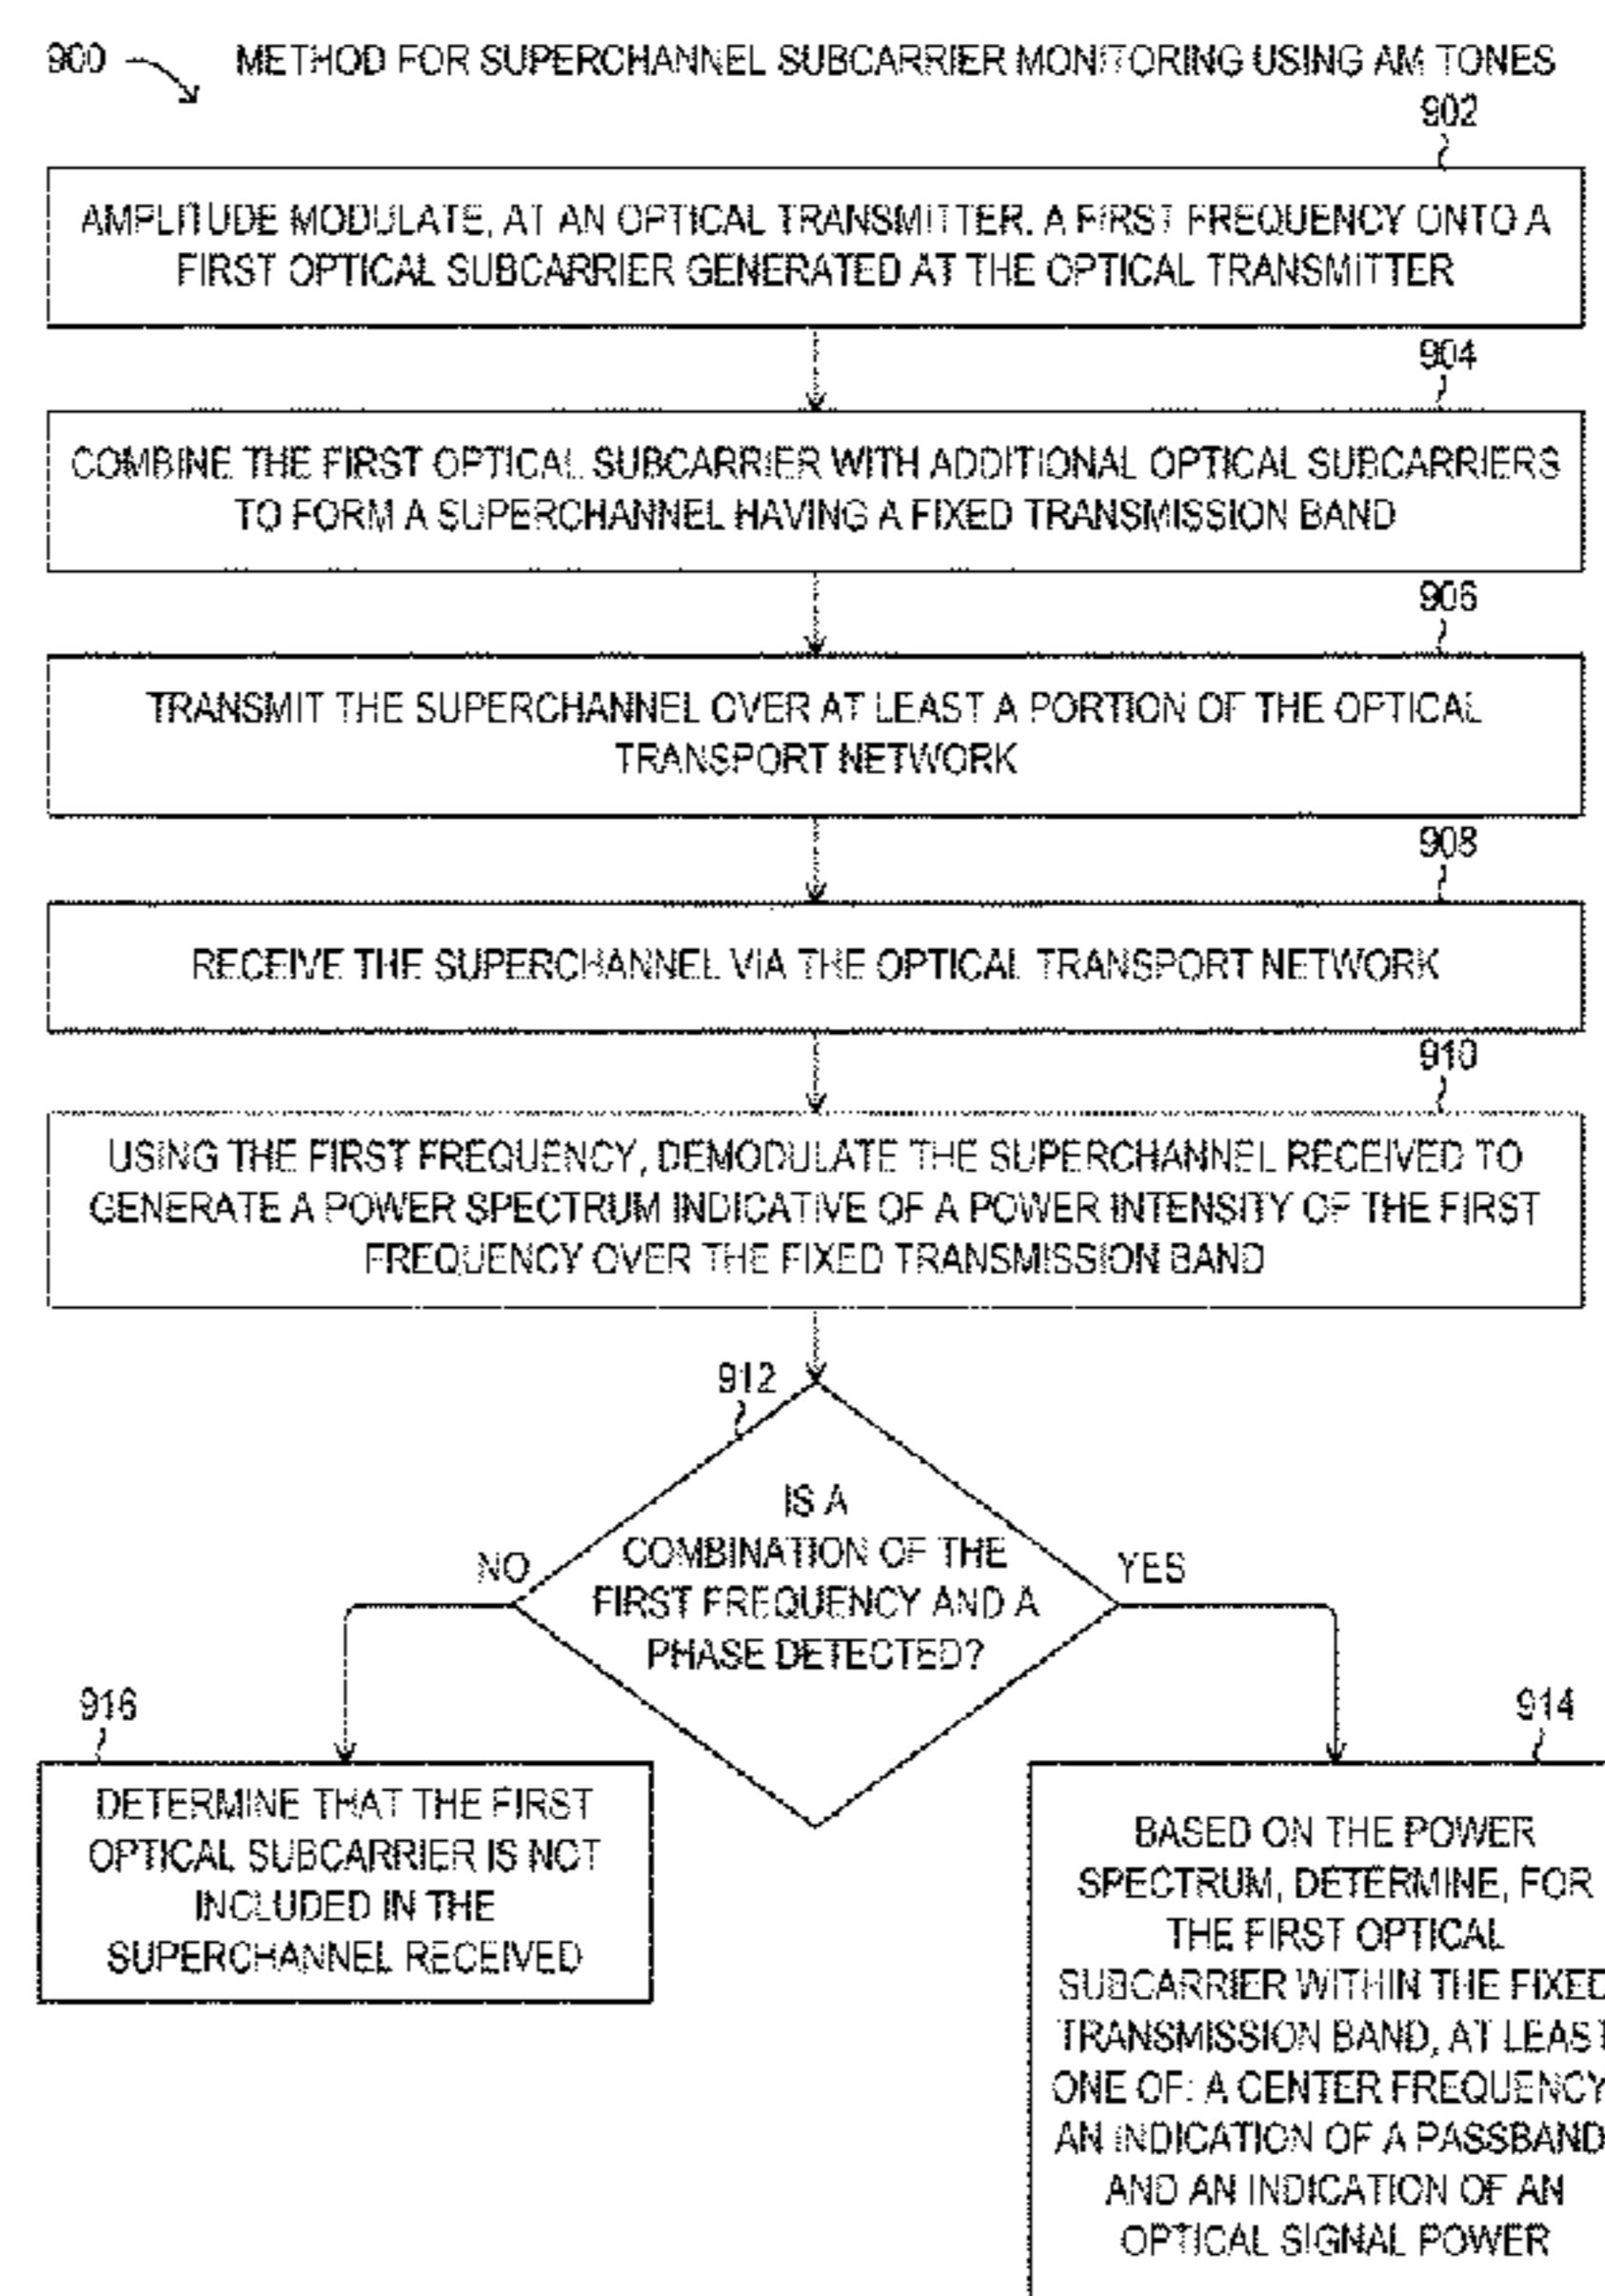 900 METHOD FOR SUPERCHANNEL SUBCARRIER MONITORING USING AM TONES
902
AMPLITUDE MODULATE, AT AN OPTICAL TRANSMITTER, A FIRST FREQUENCY ONTO A
FIRST OPTICAL SUBCARRIER GENERATED AT THE OPTICAL TRANSMITTER
904
COMBINE THE FIRST OPTICAL SUBCARRIER WITH ADDITIONAL OPTICAL SUBCARRIERS
TO FORM A SUPERCHANNEL HAVING A FIXED TRANSMISSION BAND
906
TRANSMIT THE SUPERCHANNEL OVER AT LEAST A PORTION OF THE OPTICAL
TRANSPORT NETWORK
908
RECEIVE THE SUPERCHANNEL VIA THE OPTICAL TRANSPORT NETWORK
910
USING THE FIRST FREQUENCY, DEMODULATE THE SUPERCHANNEL RECEIVED TO
GENERATE A POWER SPECTRUM INDICATIVE OF A POWER INTENSITY OF THE FIRST
FREQUENCY OVER THE FIXED TRANSMISSION BAND
912
IS A
COMBINATION OF THE
FIRST FREQUENCY AND A
PHASE DETECTED?
NO
YES
916
DETERMINE THAT THE FIRST
OPTICAL SUBCARRIER IS NOT
INCLUDED IN THE
SUPERCHANNEL RECEIVED
914
BASED ON THE POWER
SPECTRUM, DETERMINE, FOR
THE FIRST OPTICAL
SUBCARRIER WITHIN THE FIXED
TRANSMISSION BAND, AT LEAST
ONE OF: A CENTER FREQUENCY
AN INDICATION OF A PASSBAND
AND AN INDICATION OF AN
OPTICAL SIGNAL POWER